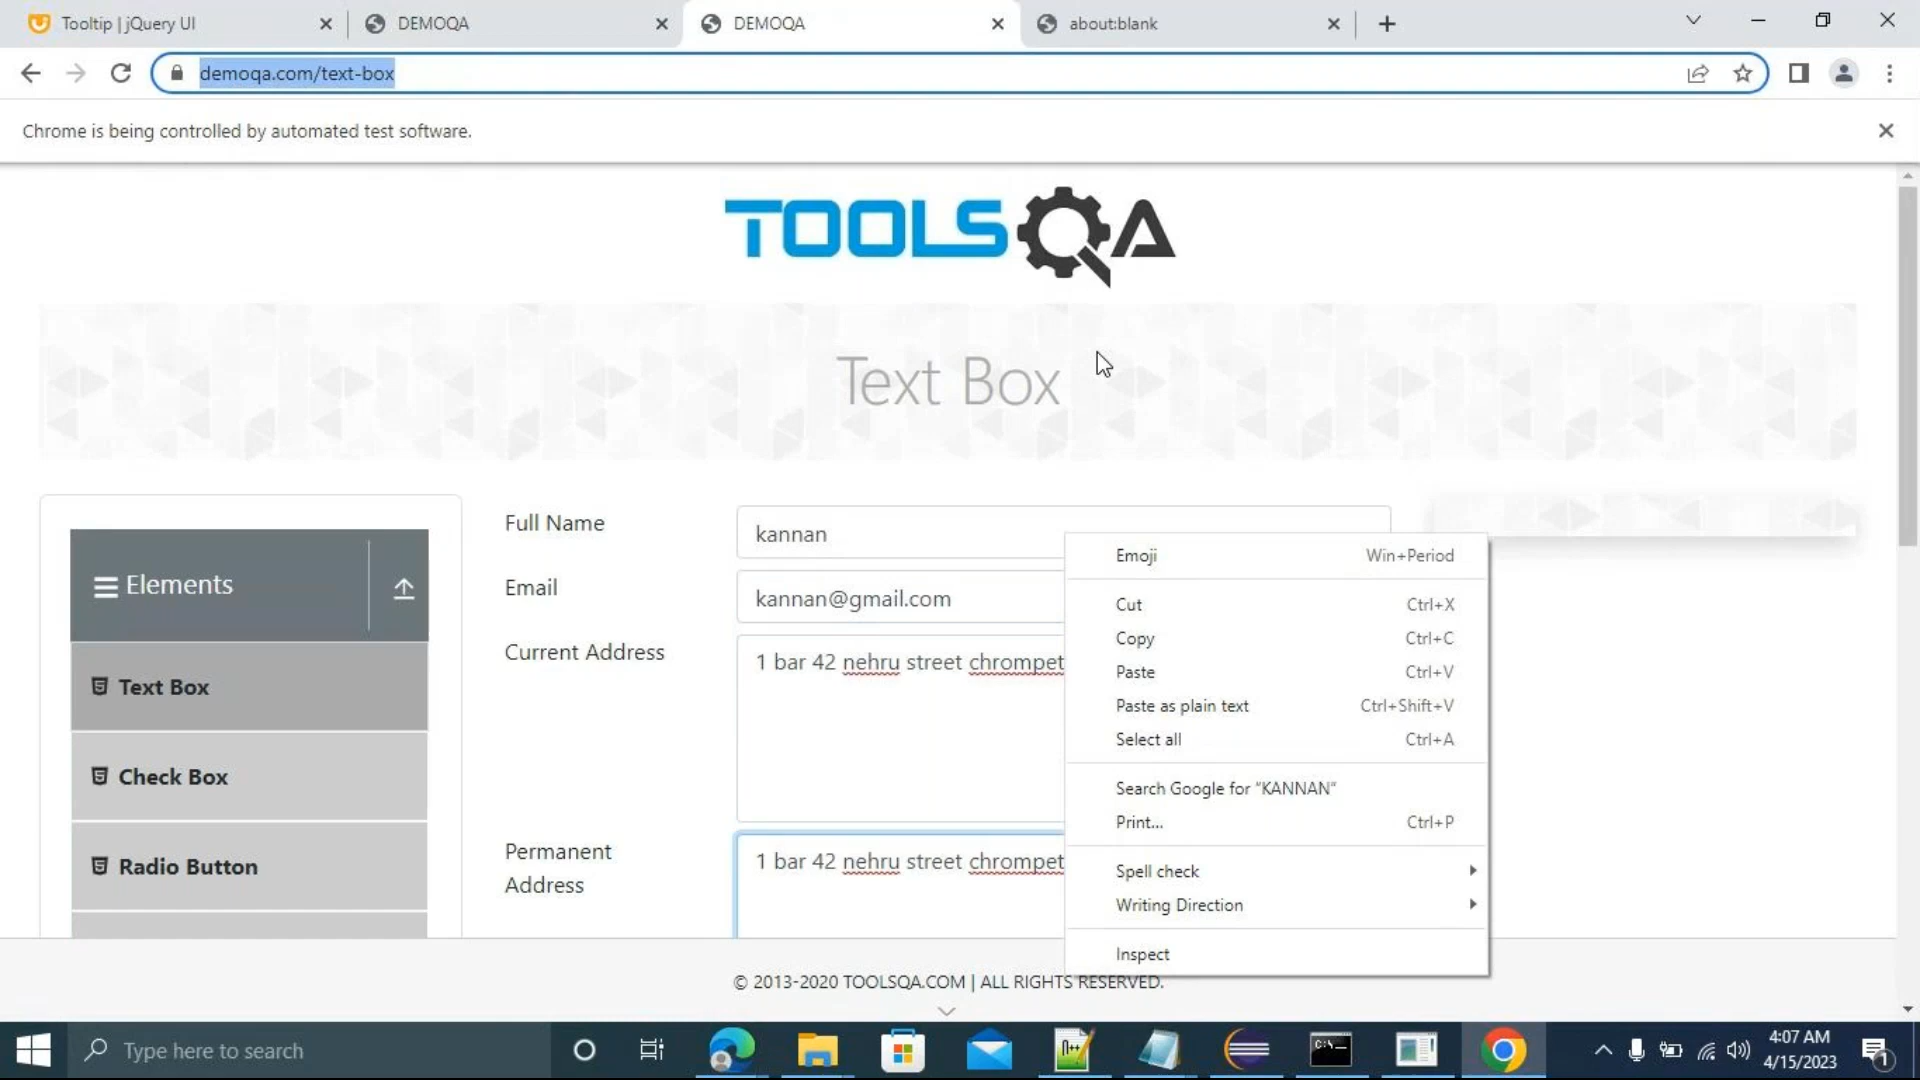 Tooltip | jQuery UI
DEMOQA
DEMOQA
about:blank
demoqa.com/text-box
Chrome is being controlled by automated test software.
TOOLSQA
Text Box
Elements
Text Box
Check Box
Radio Button
Full Name
kannan
Email
kannan@gmail.com
Current Address
1 bar 42 nehru street chrompet
Permanent
Address
1 bar 42 nehru street chrompet
Emoji Win+Period
Cut Ctrl+X
Copy Ctrl+C
Paste Ctrl+V
Paste as plain text Ctrl+Shift+V
Select all Ctrl+A
Search Google for “KANNAN”
Print... Ctrl+P
Spell check
Writing Direction
Inspect
© 2013-2020 TOOLSQA.COM | ALL RIGHTS RESERVED.
Type here to search
4:07 AM
4/15/2023
1